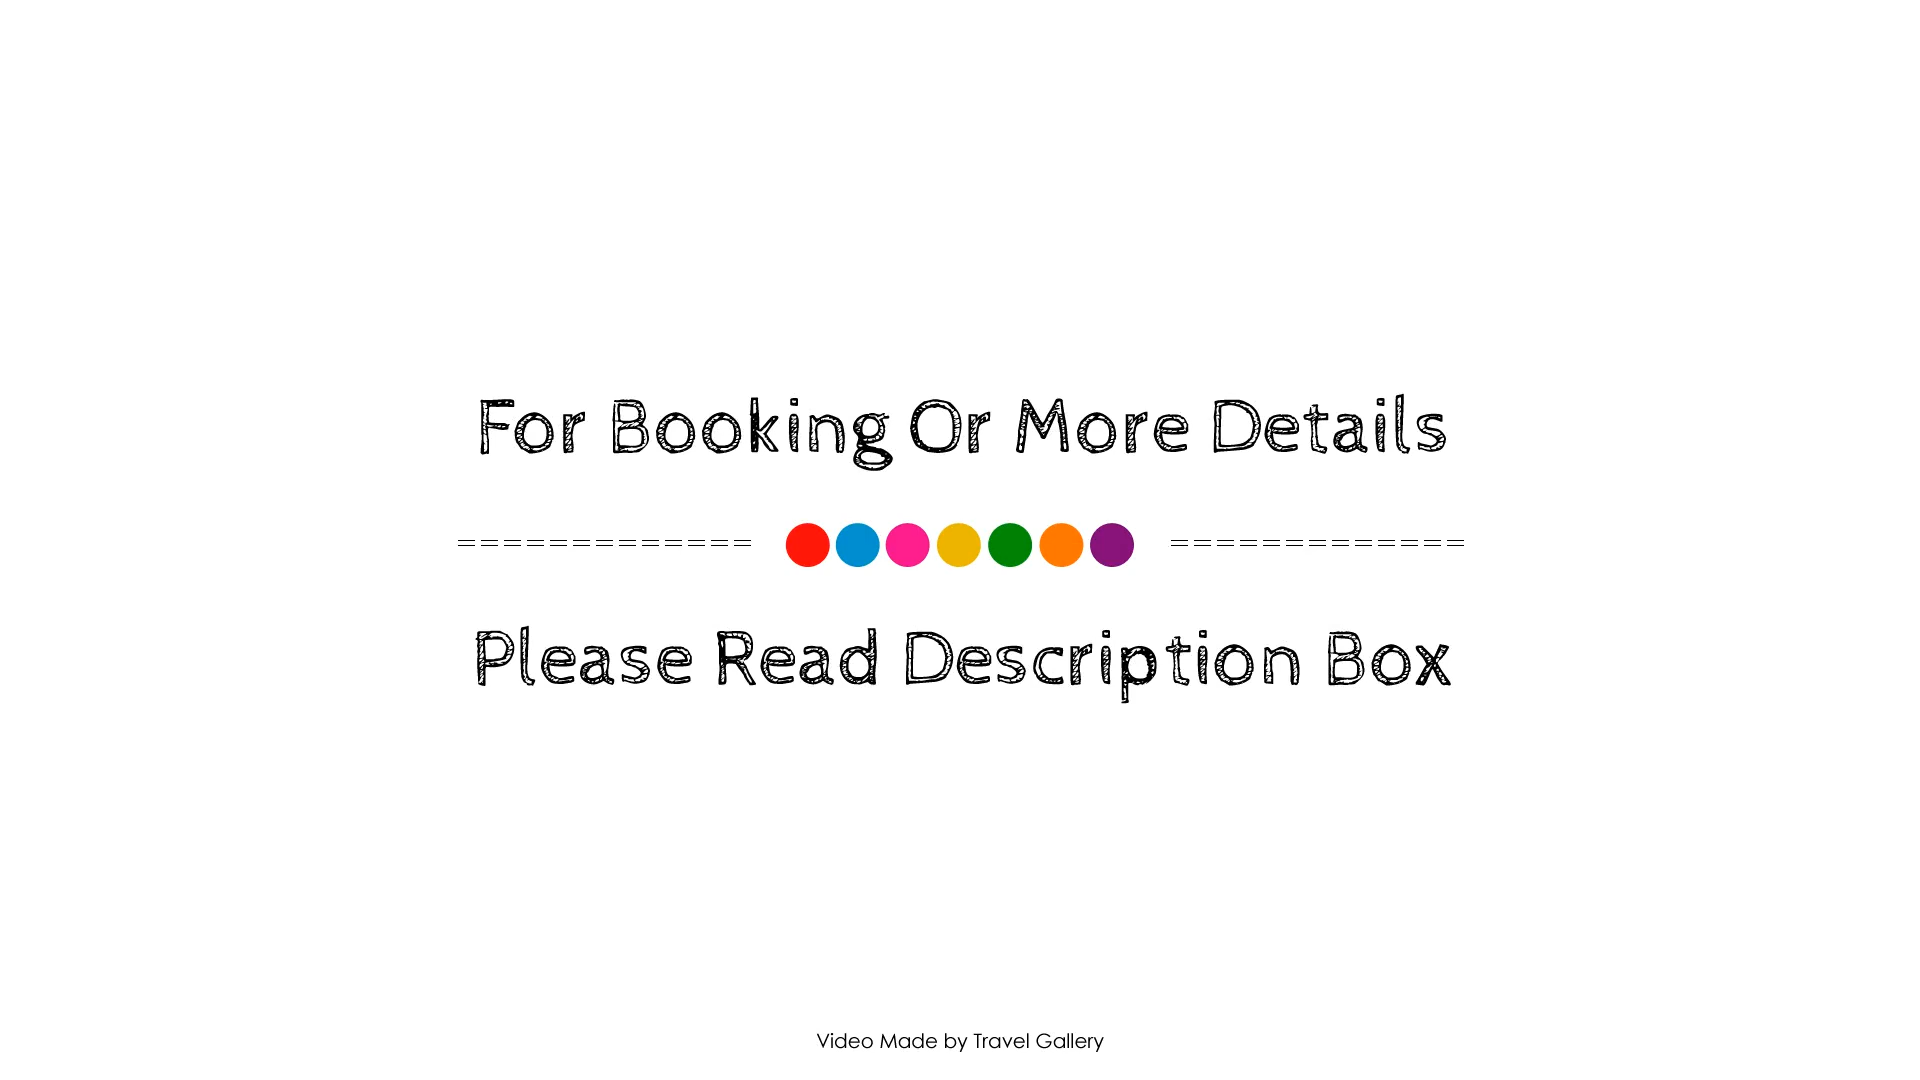 For Booking Or More Details
============= =============
Please Read Description Box
Video Made by Travel Gallery